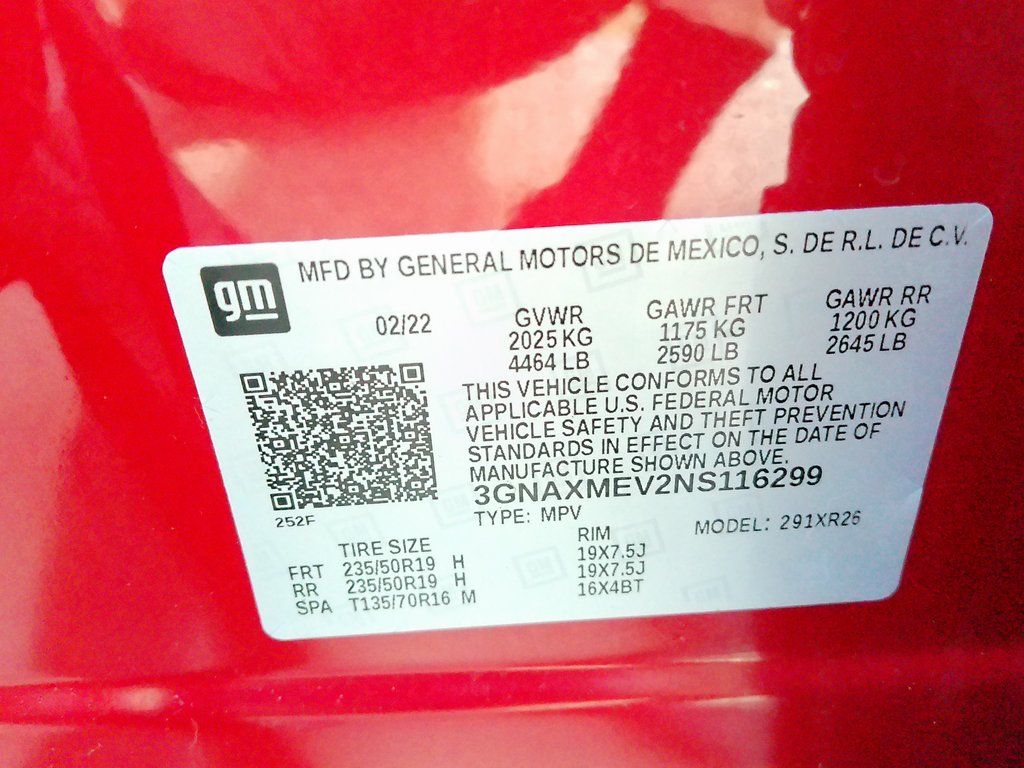 gm
MFD BY GENERAL MOTORS DE MEXICO, S. DE R.L. DE C.V.
02/22
GVWR
2025 KG
4464 LB
GAWR FRT
1175 KG
2590 LB
GAWR RR
1200 KG
2645 LB
THIS VEHICLE CONFORMS TO ALL
APPLICABLE U.S. FEDERAL MOTOR
VEHICLE SAFETY AND THEFT PREVENTION
STANDARDS IN EFFECT ON THE DATE OF
MANUFACTURE SHOWN ABOVE.
3GNAXMEV2NS116299
TYPE: MPV
MODEL: 291XR26
252F
TIRE SIZE RIM
FRT 235/50R19 H 19X7.5J
RR 235/50R19 H 19X7.5J
SPA T135/70R16 M 16X4BT